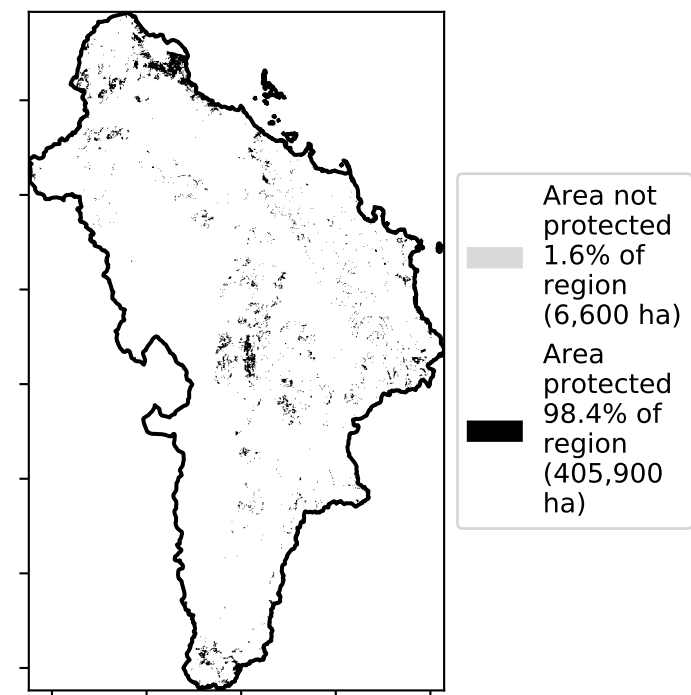 Area not
protected
1.6% of
region
(6,600 ha)
Area
protected
98.4% of
region
(405,900
ha)